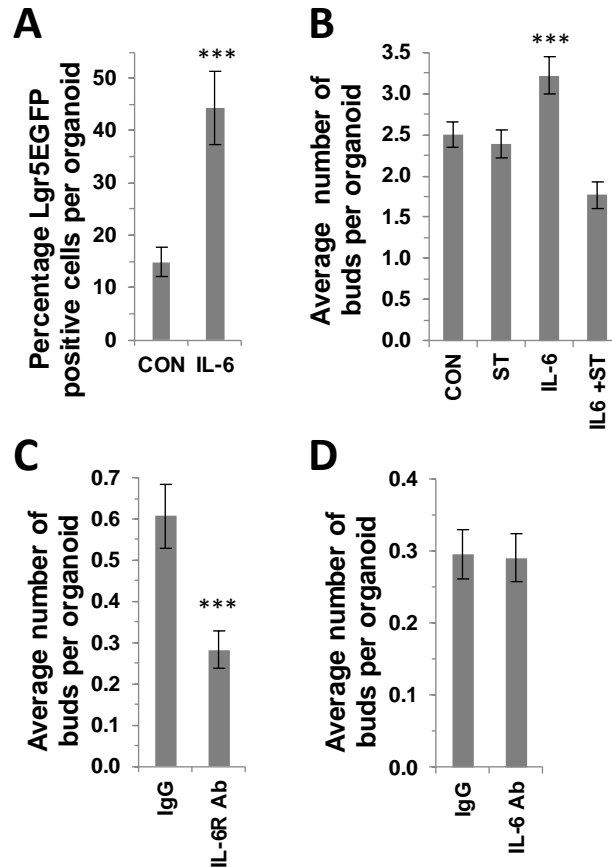 A
Percentage Lgr5EGFP
positive cells per organoid
50
40
30
20
10
0
***
CON IL-6
B
Average number of
buds per organoid
3.5
3.0
2.5
2.0
1.5
1.0
0.5
0.0
***
CON
ST
IL-6
IL6 +ST
C
Average number of
buds per organoid
0.7
0.6
0.5
0.4
0.3
0.2
0.1
0.0
***
IgG
IL-6R Ab
D
Average number of
buds per organoid
0.4
0.3
0.2
0.1
0.0
IgG
IL-6 Ab